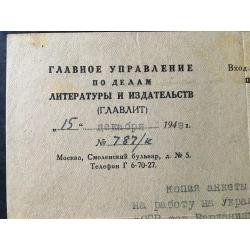 ГЛАВНОЕ УПРАВЛЕНИЕ
ПО ДЕЛАМ
ЛИТЕРАТУРЫ И ИЗДАТЕЛЬСТВ
(ГЛАВЛИТ)
„15" декабря 194
№ 787/к
Москва, Смоленский бульвар, д. № 5.
Телефон Г 6-70-27.
Вход.
Копия анкеты
на работу на Укра